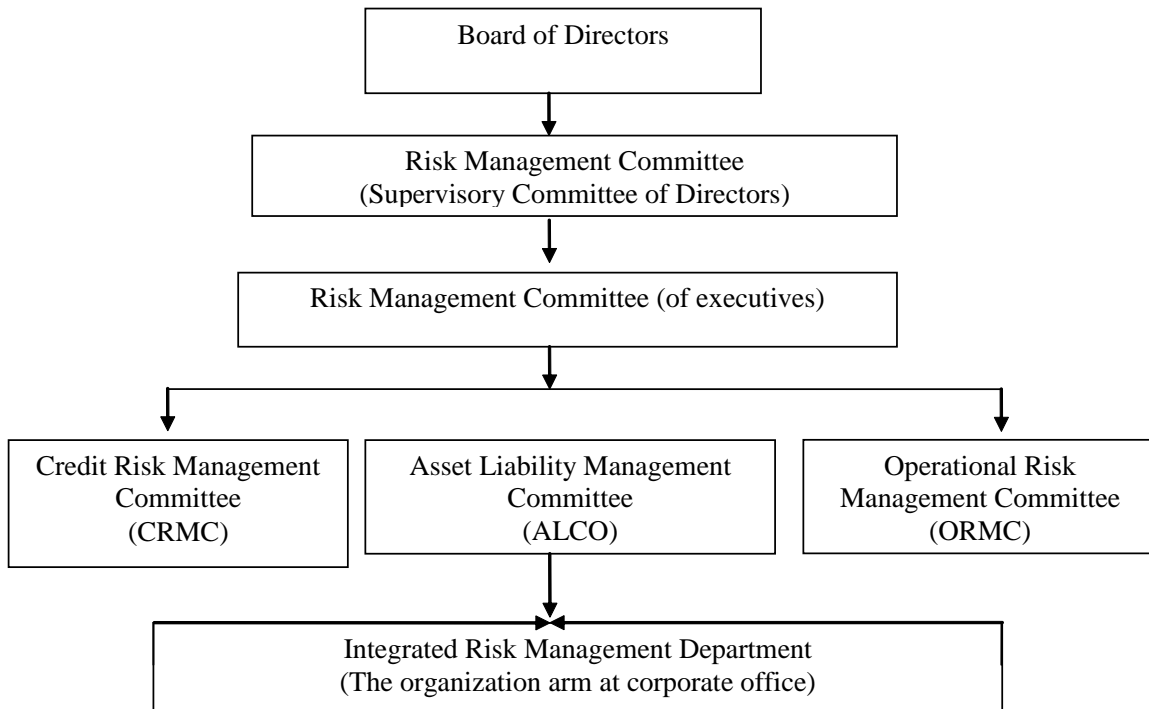 Board of Directors
Risk Management Committee
(Supervisory Committee of Directors)
Risk Management Committee (of executives)
Credit Risk Management
Committee
(CRMC)
Asset Liability Management
Committee
(ALCO)
Operational Risk
Management Committee
(ORMC)
Integrated Risk Management Department
(The organization arm at corporate office)